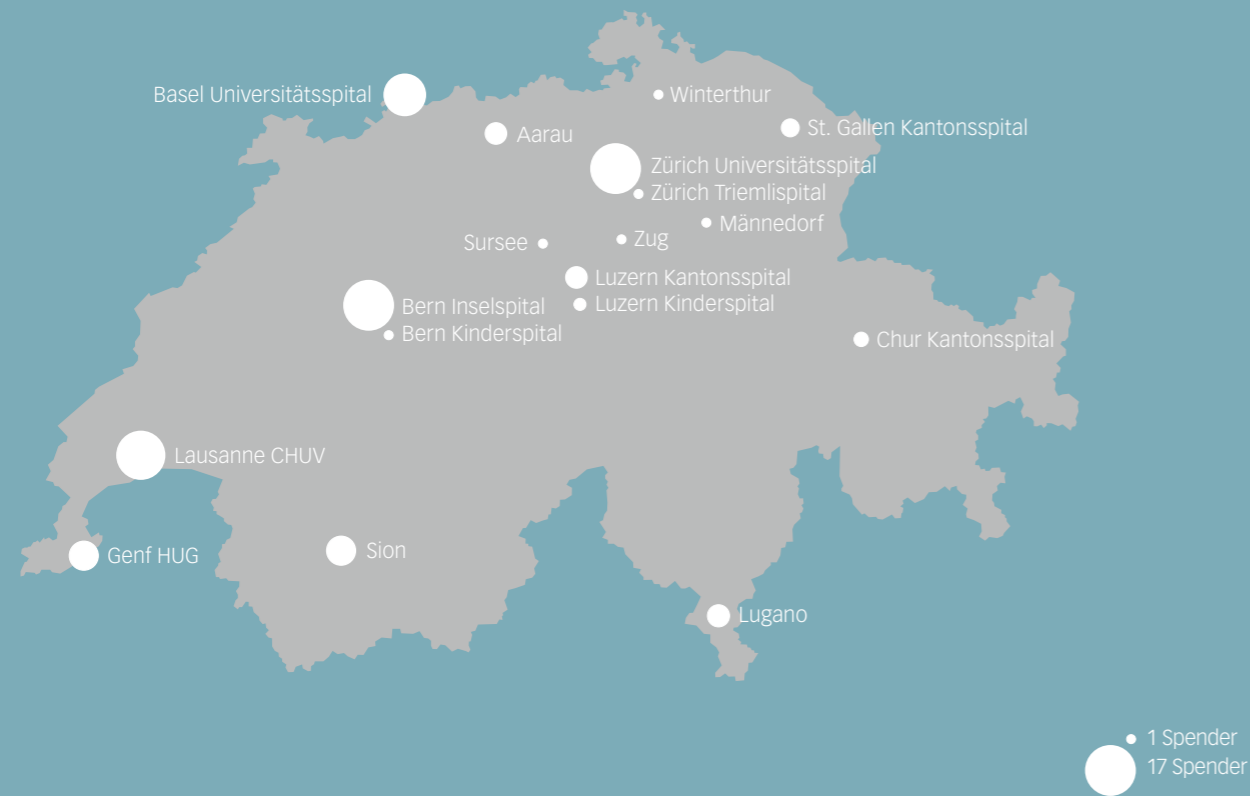 Basel Universitätsspital
Winterthur
Aarau
St. Gallen Kantonsspital
Zürich Universitätsspital
Zürich Triemlispital
Männedorf
Sursee
Zug
Luzern Kantonsspital
Luzern Kinderspital
Bern Inselspital
Bern Kinderspital
Chur Kantonsspital
Lausanne CHUV
Genf HUG
Sion
Lugano
1 Spender
17 Spender